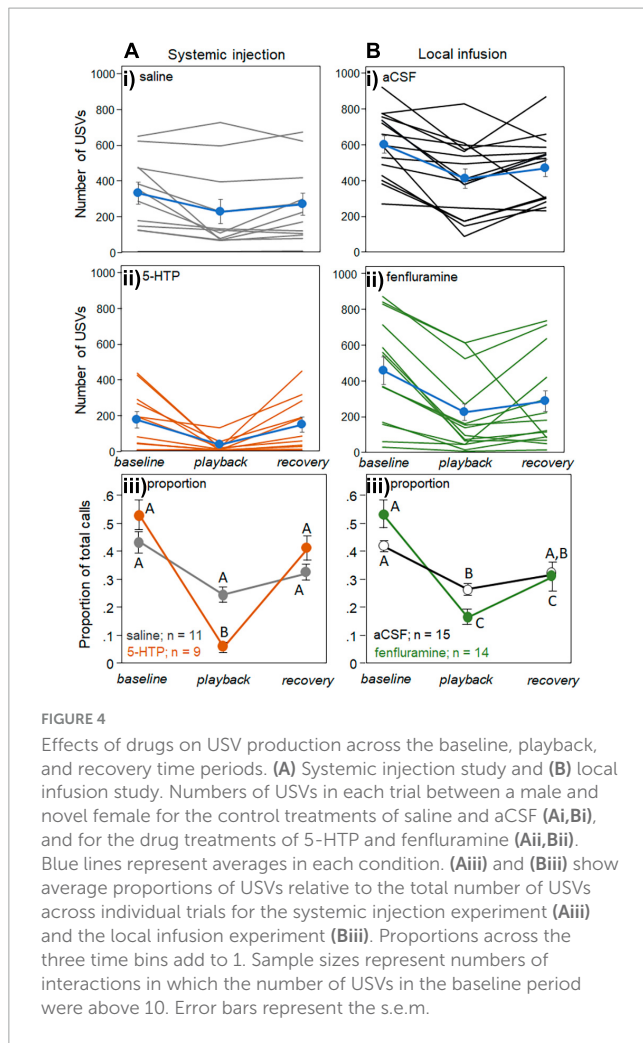 A Systemic injection
B Local infusion
i) saline
i) aCSF
Number of USVs
1000
800
600
400
200
0
1000
800
600
400
200
0
ii) 5-HTP
ii) fenfluramine
Number of USVs
1000
800
600
400
200
0
1000
800
600
400
200
0
baseline playback recovery
baseline playback recovery
iii) proportion
iii) proportion
Proportion of total calls
.6
.5
.4
.3
.2
.1
0
A
A
A
B
A
A
saline; n = 11
5-HTP; n = 9
.6
.5
.4
.3
.2
.1
0
A
A
B
C
A,B
C
aCSF; n = 15
fenfluramine; n = 14
baseline playback recovery
baseline playback recovery
FIGURE 4
Effects of drugs on USV production across the baseline, playback,
and recovery time periods. (A) Systemic injection study and (B) local
infusion study. Numbers of USVs in each trial between a male and
novel female for the control treatments of saline and aCSF (Ai,Bi),
and for the drug treatments of 5-HTP and fenfluramine (Aii,Bii).
Blue lines represent averages in each condition. (Aiii) and (Biii) show
average proportions of USVs relative to the total number of USVs
across individual trials for the systemic injection experiment (Aiii)
and the local infusion experiment (Biii). Proportions across the
three time bins add to 1. Sample sizes represent numbers of
interactions in which the number of USVs in the baseline period
were above 10. Error bars represent the s.e.m.